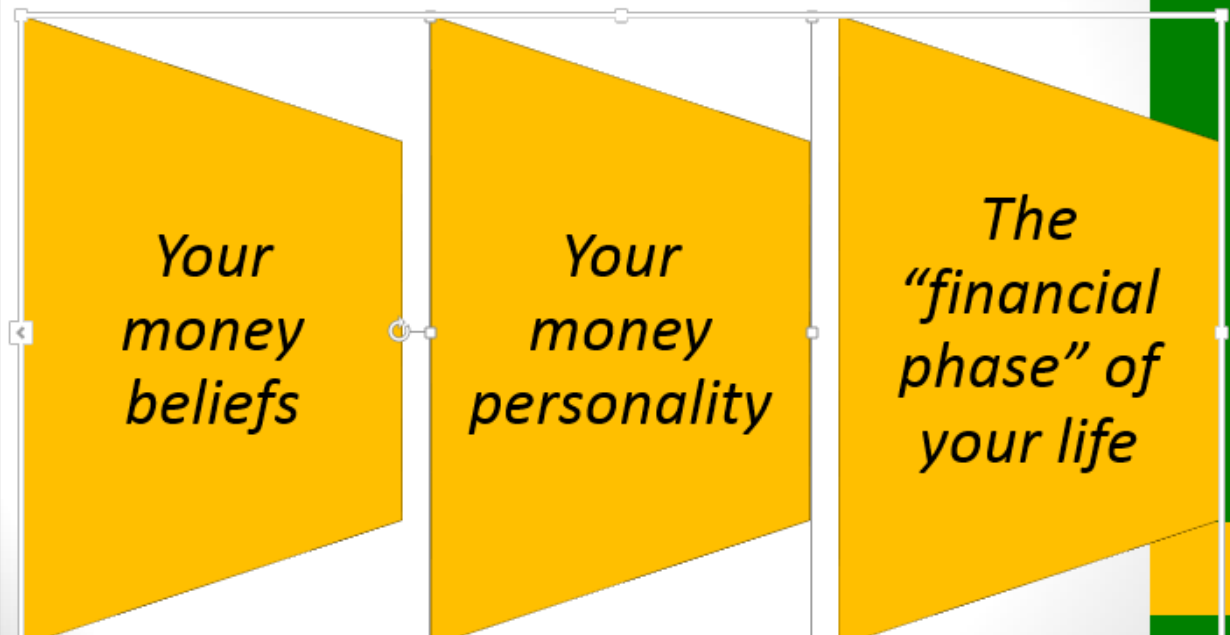 Your
money
beliefs
Your
money
personality
The
“financial
phase” of
your life